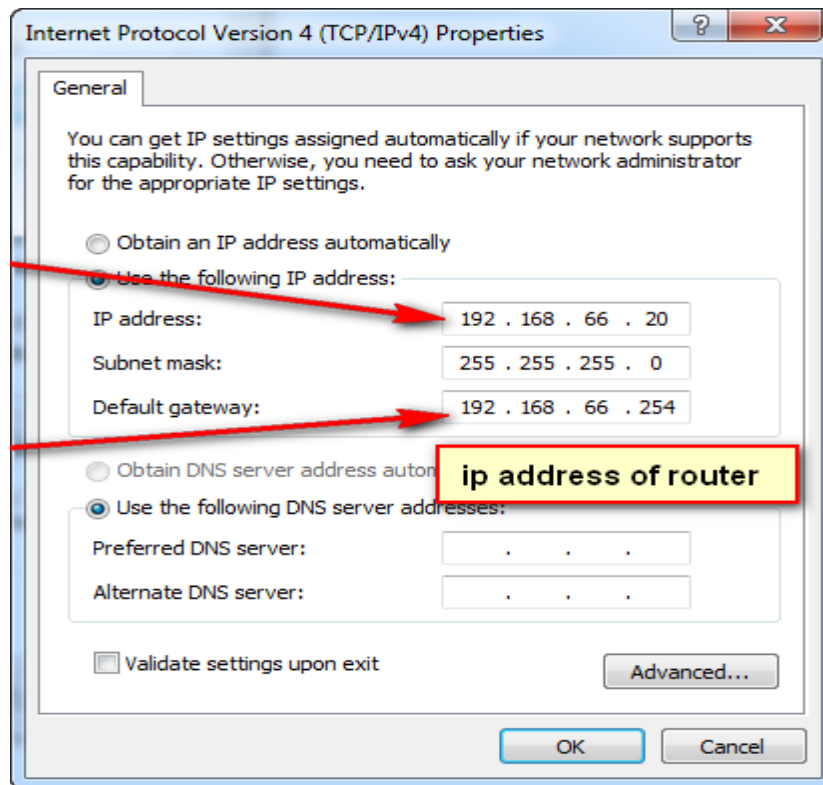 Internet Protocol Version 4 (TCP/IPv4) Properties
General
You can get IP settings assigned automatically if your network supports
this capability. Otherwise, you need to ask your network administrator
for the appropriate IP settings.
Obtain an IP address automatically
Use the following IP address:
IP address: 192 . 168 . 66 . 20
Subnet mask: 255 . 255 . 255 . 0
Default gateway: 192 . 168 . 66 . 254
Obtain DNS server address autom
ip address of router
Use the following DNS server addresses:
Preferred DNS server: . . .
Alternate DNS server: . . .
Validate settings upon exit
Advanced...
OK Cancel